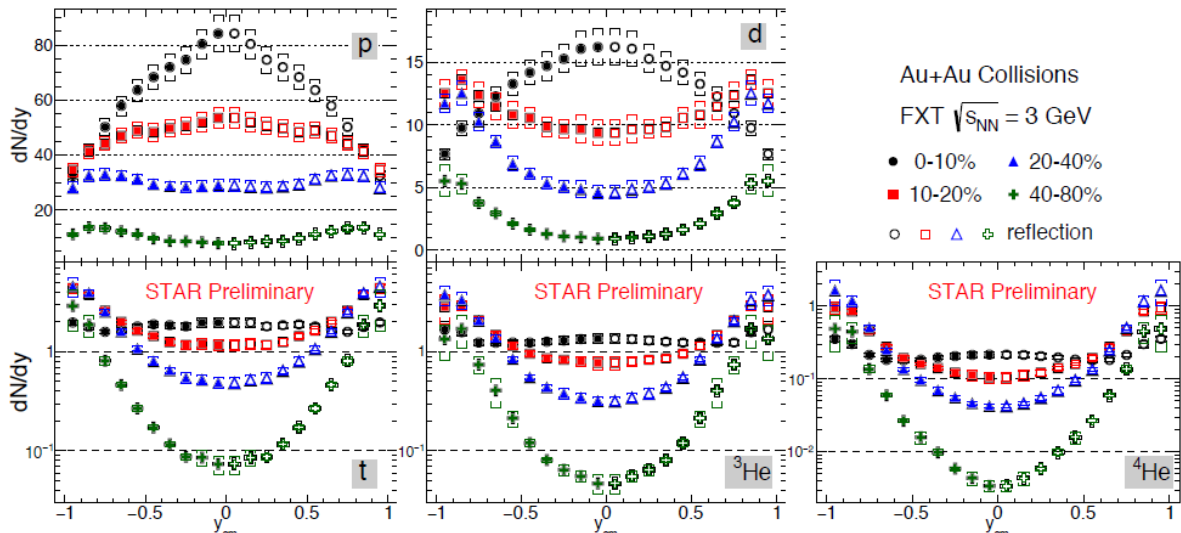 p
d
dN/dy
80
60
40
20
15
10
5
0
Au+Au Collisions
FXT √sNN = 3 GeV
0-10%
20-40%
10-20%
40-80%
reflection
STAR Preliminary
STAR Preliminary
STAR Preliminary
dN/dy
1
10⁻¹
1
10⁻¹
1
10⁻¹
10⁻²
t
³He
⁴He
−1 −0.5 0 0.5 1
−1 −0.5 0 0.5 1
−1 −0.5 0 0.5 1